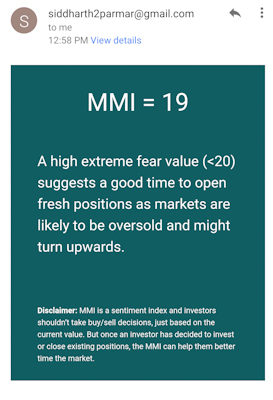 S
siddharth2parmar@gmail.com
to me
12:58 PM View details
MMI = 19
A high extreme fear value (<20)
suggests a good time to open
fresh positions as markets are
likely to be oversold and might
turn upwards.
Disclaimer: MMI is a sentiment index and investors
shouldn't take buy/sell decisions, just based on the
current value. But once an investor has decided to invest
or close existing positions, the MMI can help them better
time the market.